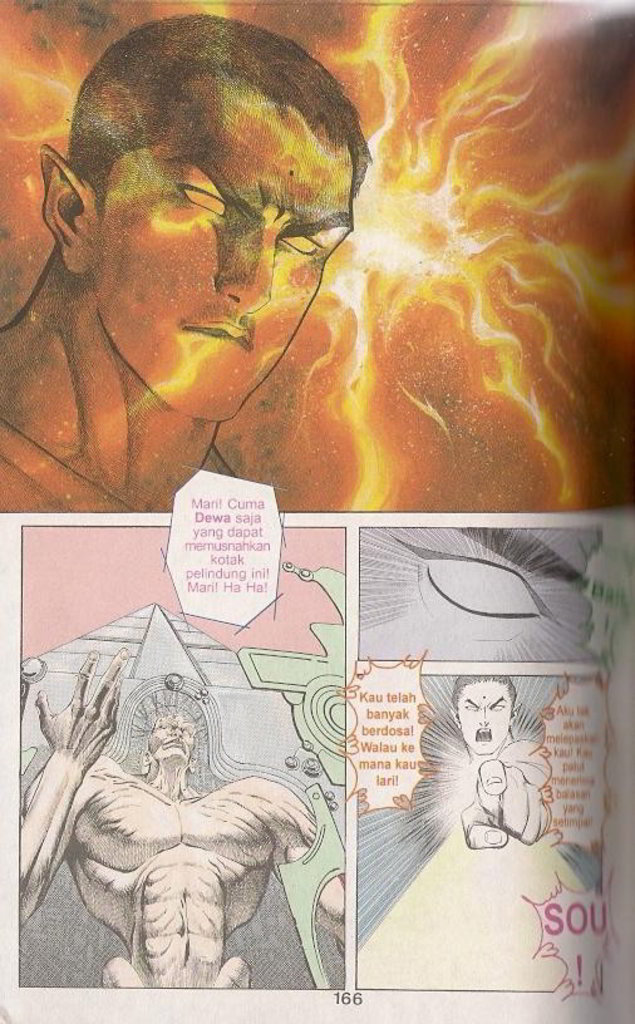 Mari! Cuma
Dewa saja
yang dapat
memusnahkan
kotak
pelindung ini!
Mari! Ha Ha!
Kau telah
banyak
berdosa!
Walau ke
mana kau
lari!
Aku tak
akan
melepaskan
kau! Kau
patut
menerima
balasan
yang
setimpal!
SOU
!
166